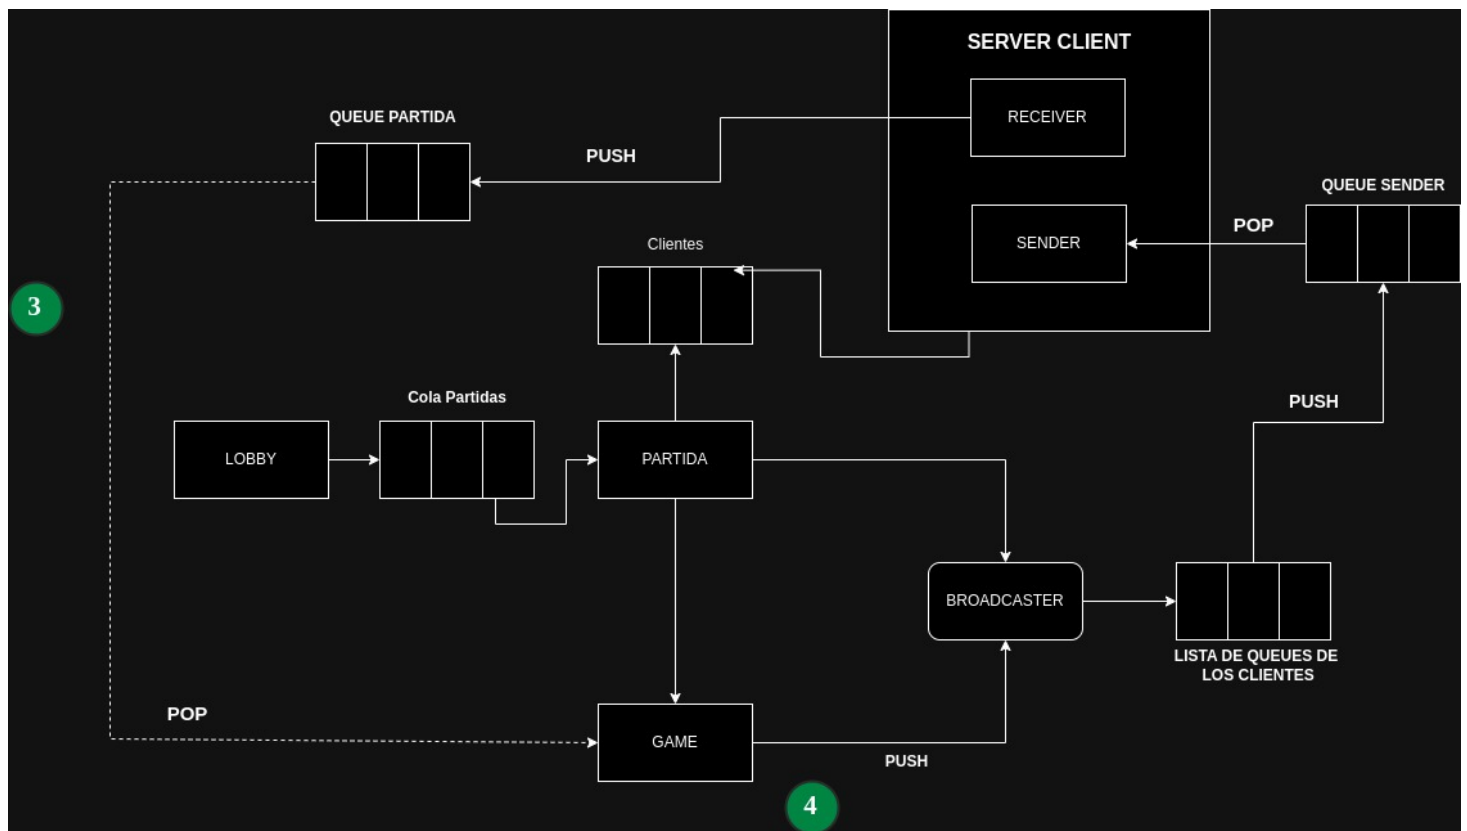 SERVER CLIENT
RECEIVER
QUEUE PARTIDA
PUSH
QUEUE SENDER
POP
SENDER
Clientes
3
Cola Partidas
PUSH
LOBBY
PARTIDA
BROADCASTER
LISTA DE QUEUES DE
LOS CLIENTES
POP
GAME
PUSH
4